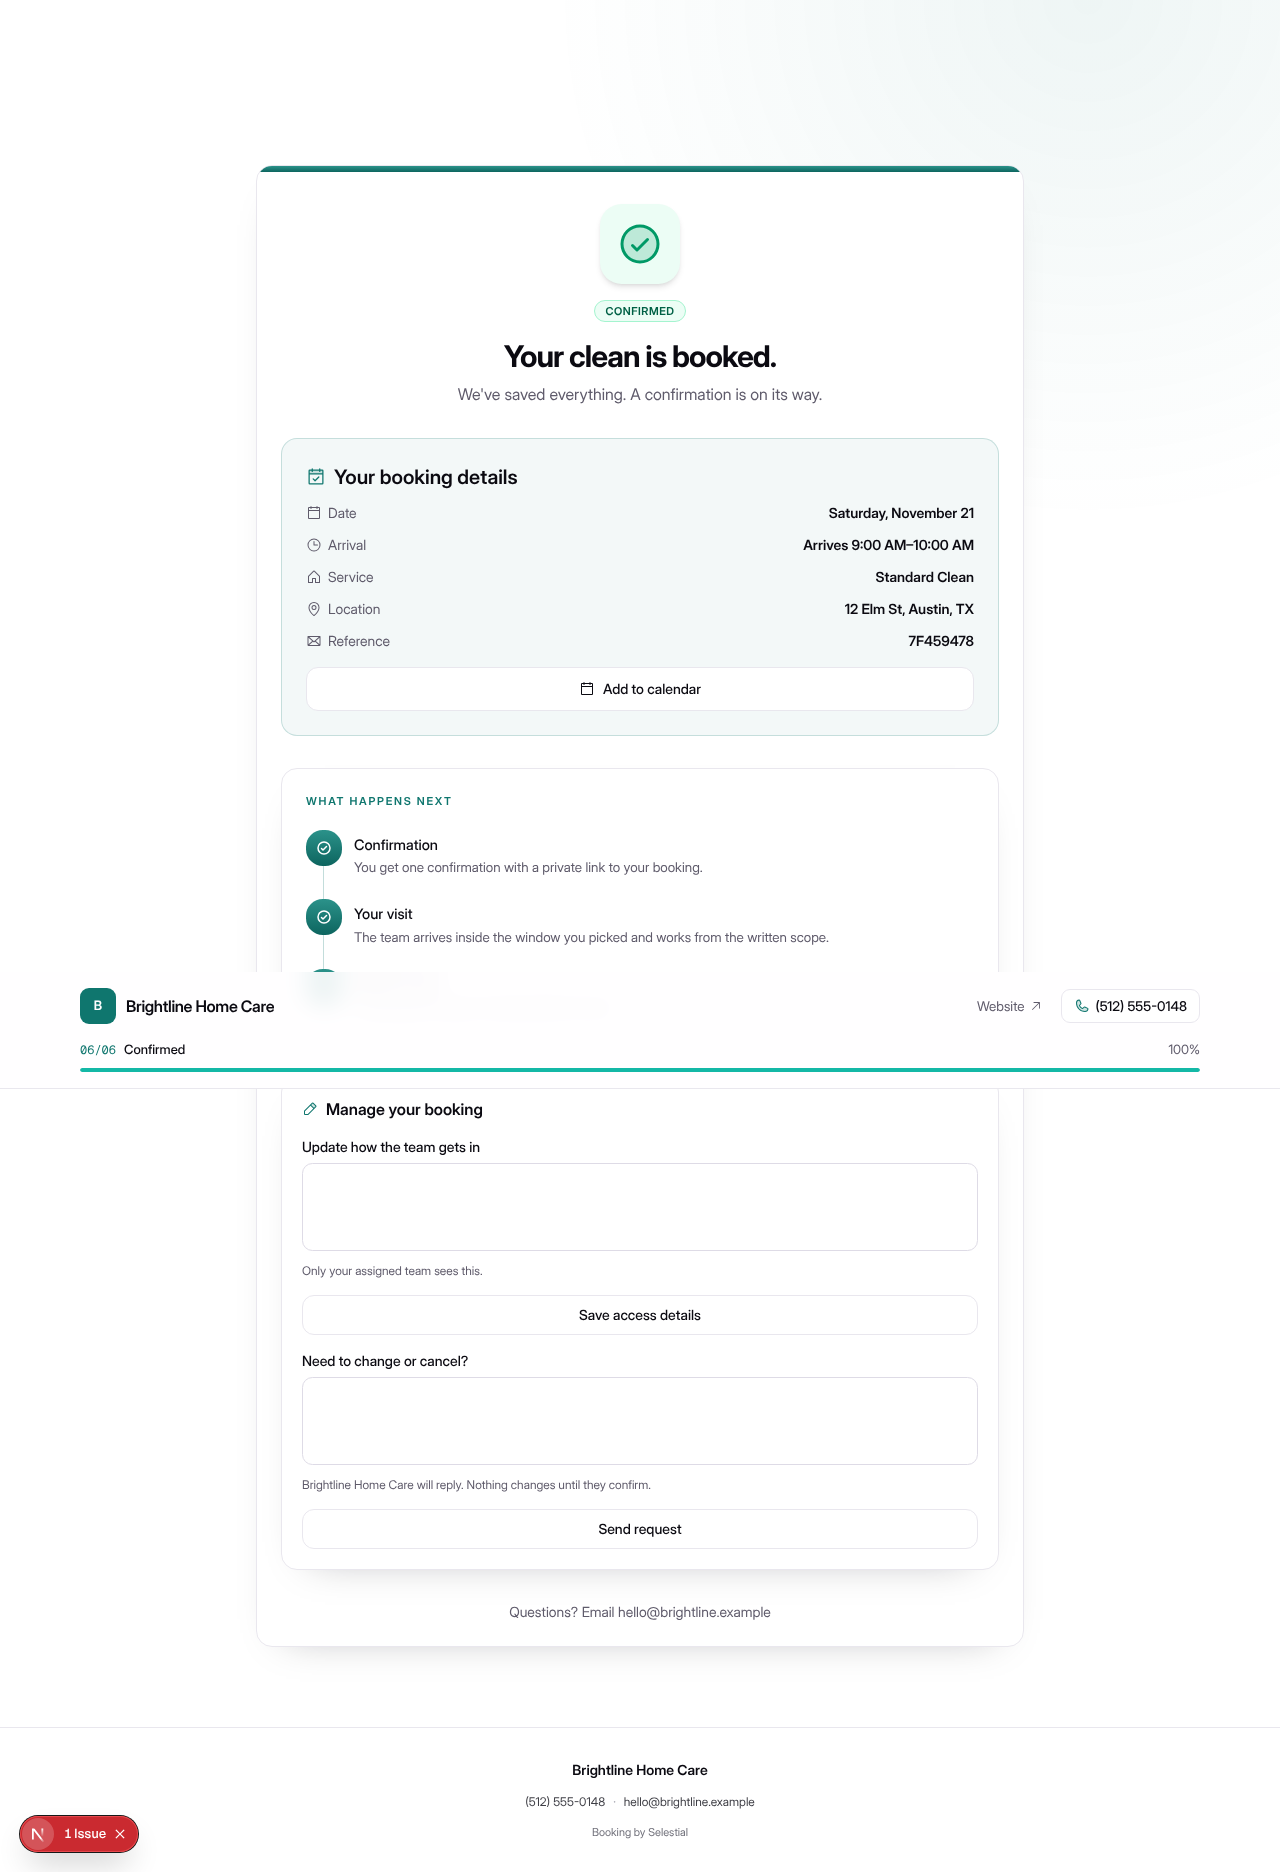 CONFIRMED
Your clean is booked.
We've saved everything. A confirmation is on its way.
Your booking details
Date Saturday, November 21
Arrival Arrives 9:00 AM–10:00 AM
Service Standard Clean
Location 12 Elm St, Austin, TX
Reference 7F459478
Add to calendar
WHAT HAPPENS NEXT
Confirmation
You get one confirmation with a private link to your booking.
Your visit
The team arrives inside the window you picked and works from the written scope.
B Brightline Home Care Website (512) 555-0148
06/06 Confirmed 100%
Manage your booking
Update how the team gets in
Only your assigned team sees this.
Save access details
Need to change or cancel?
Brightline Home Care will reply. Nothing changes until they confirm.
Send request
Questions? Email hello@brightline.example
Brightline Home Care
(512) 555-0148 · hello@brightline.example
Booking by Selestial
N 1 Issue